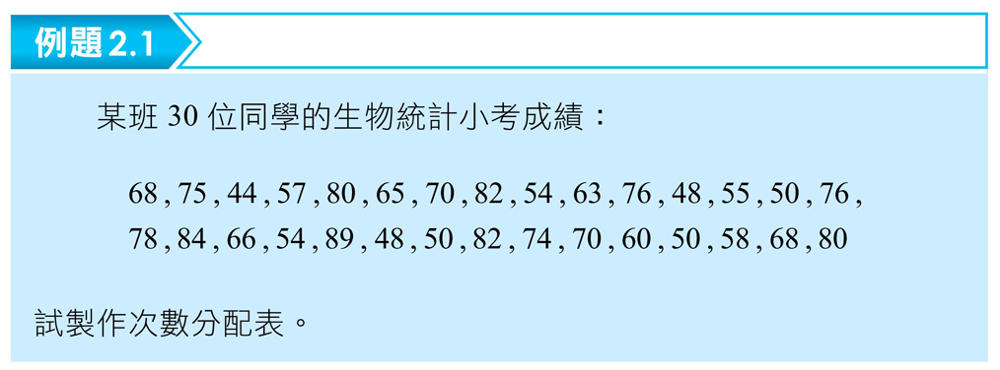 例題2.1
某班 30 位同學的生物統計小考成績：
68 , 75 , 44 , 57 , 80 , 65 , 70 , 82 , 54 , 63 , 76 , 48 , 55 , 50 , 76 ,
78 , 84 , 66 , 54 , 89 , 48 , 50 , 82 , 74 , 70 , 60 , 50 , 58 , 68 , 80
試製作次數分配表。